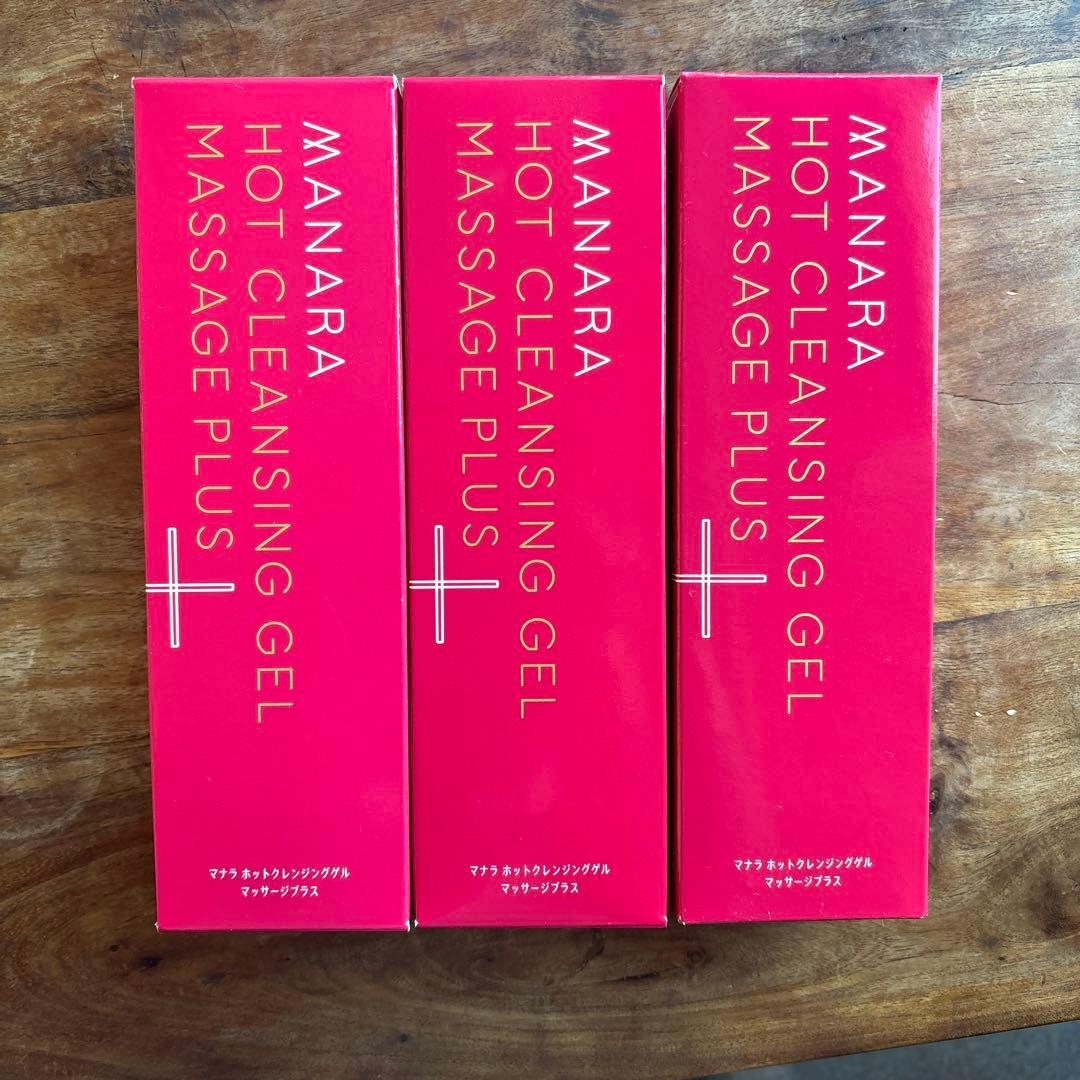 MANARA
HOT CLEANSING GEL
MASSAGE PLUS
マナラ ホットクレンジングゲル
マッサージプラス
MANARA
HOT CLEANSING GEL
MASSAGE PLUS
マナラ ホットクレンジングゲル
マッサージプラス
MANARA
HOT CLEANSING GEL
MASSAGE PLUS
マナラ ホットクレンジングゲル
マッサージプラス